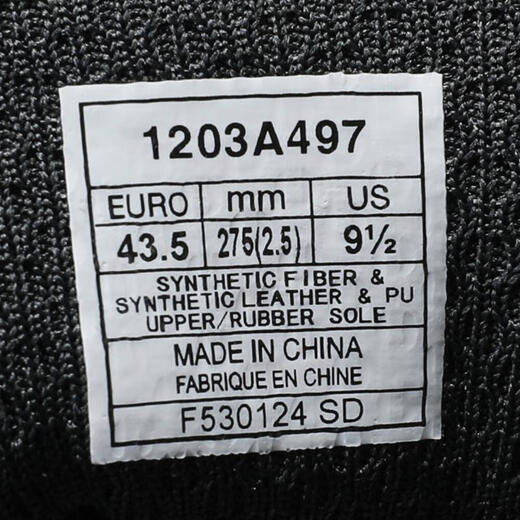 1203A497
EURO mm US
43.5 275(2.5) 9½
SYNTHETIC FIBER &
SYNTHETIC LEATHER & PU
UPPER/RUBBER SOLE
MADE IN CHINA
FABRIQUE EN CHINE
F530124 SD